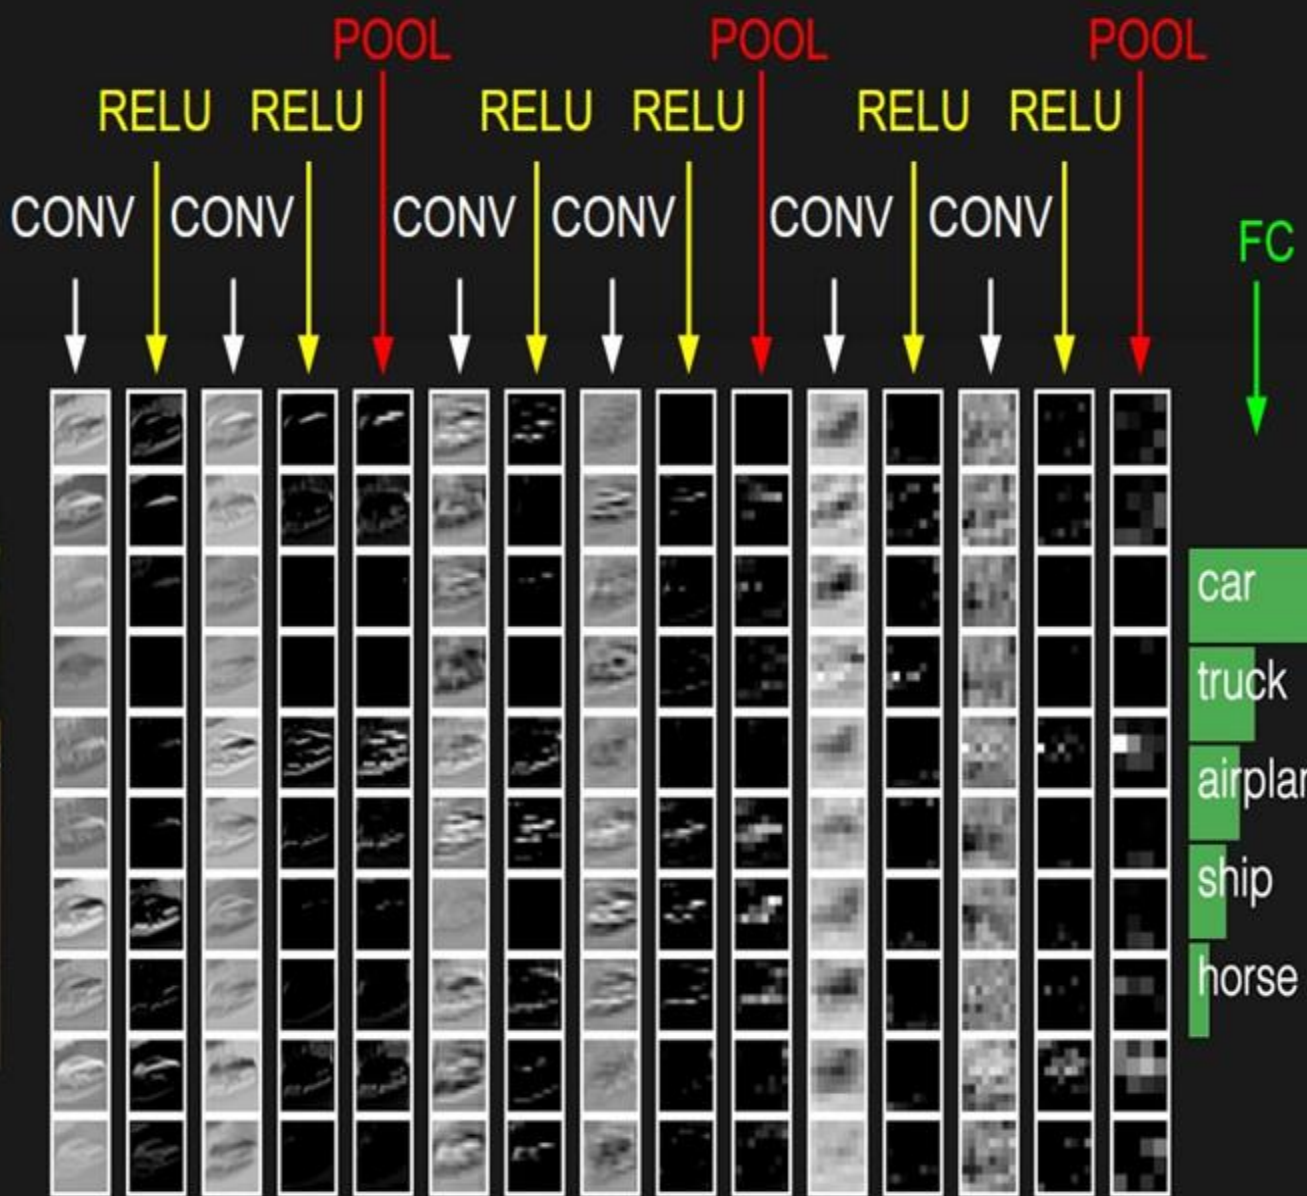 POOL POOL POOL
RELU RELU RELU RELU RELU RELU
CONV CONV CONV CONV CONV CONV
FC
car
truck
airplan
ship
horse